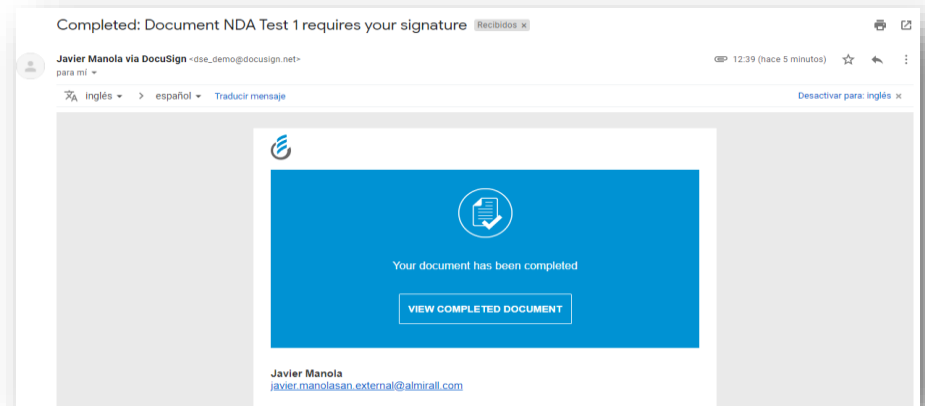 Completed: Document NDA Test 1 requires your signature Recibidos x
Javier Manola via DocuSign <dse_demo@docusign.net> 12:39 (hace 5 minutos)
para mí
inglés > español Traducir mensaje Desactivar para: inglés x
Your document has been completed
VIEW COMPLETED DOCUMENT
Javier Manola
javier.manolasan.external@almirall.com